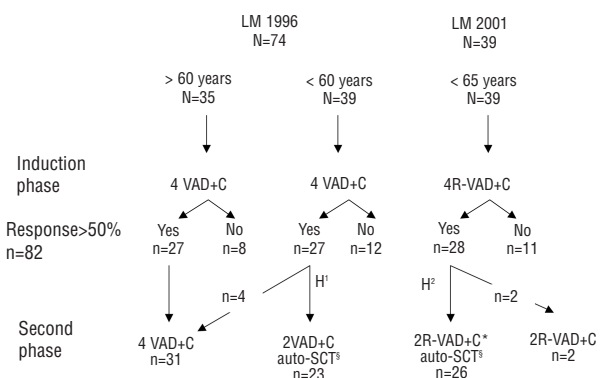 LM 1996
N=74
LM 2001
N=39
> 60 years
N=35
< 60 years
N=39
< 65 years
N=39
Induction
phase
4 VAD+C
4 VAD+C
4R-VAD+C
Response>50%
n=82
Yes
n=27
No
n=8
Yes
n=27
No
n=12
Yes
n=28
No
n=11
n=4
H¹
H²
n=2
Second
phase
4 VAD+C
n=31
2VAD+C
auto-SCT§
n=23
2R-VAD+C*
auto-SCT§
n=26
2R-VAD+C
n=2